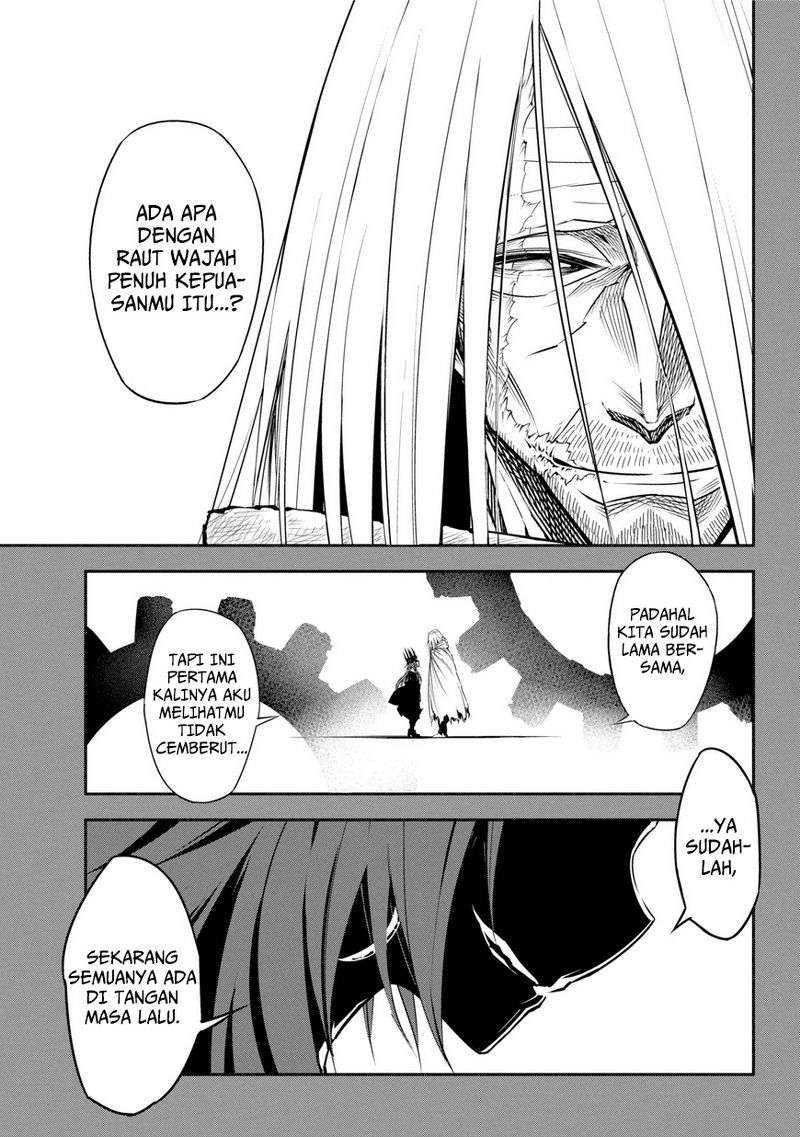 ADA APA
DENGAN
RAUT WAJAH
PENUH KEPUA-
SANMU ITU...?
PADAHAL
KITA SUDAH
LAMA BER-
SAMA,
TAPI INI
PERTAMA
KALINYA AKU
MELIHATMU
TIDAK
CEMBERUT...
...YA
SUDAH-
LAH,
SEKARANG
SEMUANYA ADA
DI TANGAN
MASA LALU.